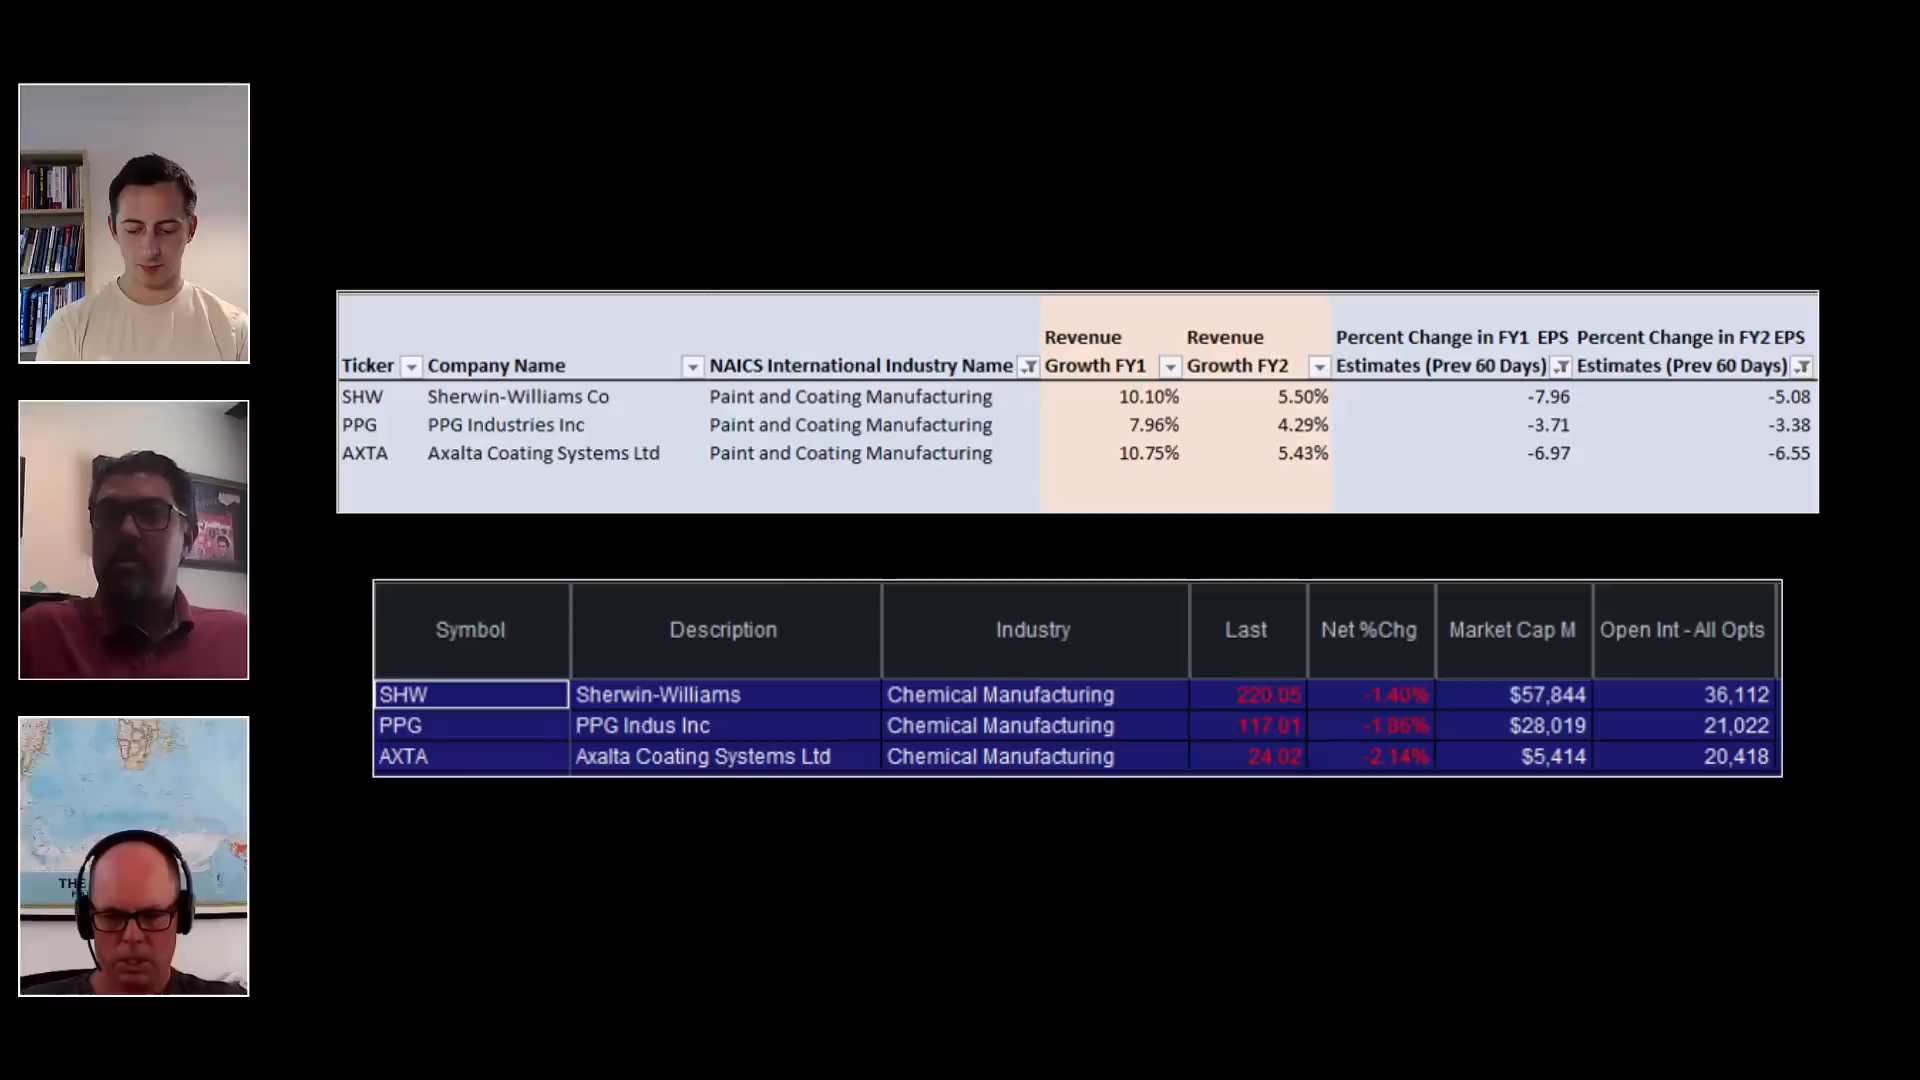 Revenue Revenue Percent Change in FY1 EPS Percent Change in FY2 EPS
Ticker Company Name NAICS International Industry Name Growth FY1 Growth FY2 Estimates (Prev 60 Days) Estimates (Prev 60 Days)
SHW Sherwin-Williams Co Paint and Coating Manufacturing 10.10% 5.50% -7.96 -5.08
PPG PPG Industries Inc Paint and Coating Manufacturing 7.96% 4.29% -3.71 -3.38
AXTA Axalta Coating Systems Ltd Paint and Coating Manufacturing 10.75% 5.43% -6.97 -6.55
Symbol Description Industry Last Net %Chg Market Cap M Open Int - All Opts
SHW Sherwin-Williams Chemical Manufacturing 220.05 -1.40% $57,844 36,112
PPG PPG Indus Inc Chemical Manufacturing 117.01 -1.86% $28,019 21,022
AXTA Axalta Coating Systems Ltd Chemical Manufacturing 24.02 -2.14% $5,414 20,418
THE